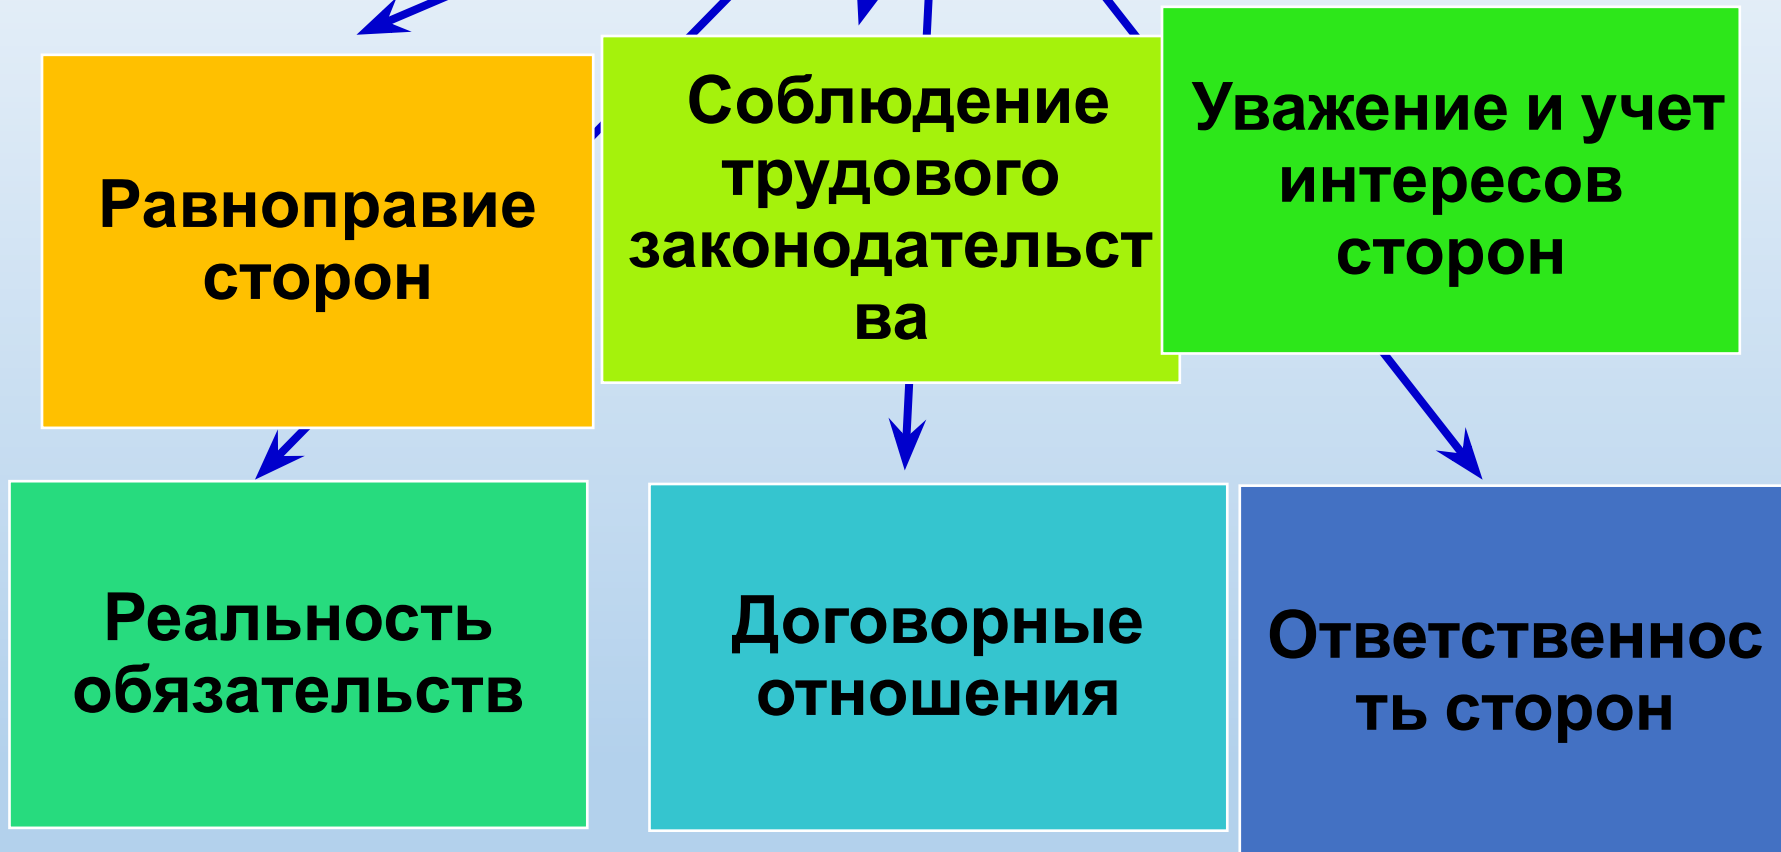 Равноправие
сторон
Соблюдение
трудового
законодательст
ва
Уважение и учет
интересов
сторон
Реальность
обязательств
Договорные
отношения
Ответственнос
ть сторон